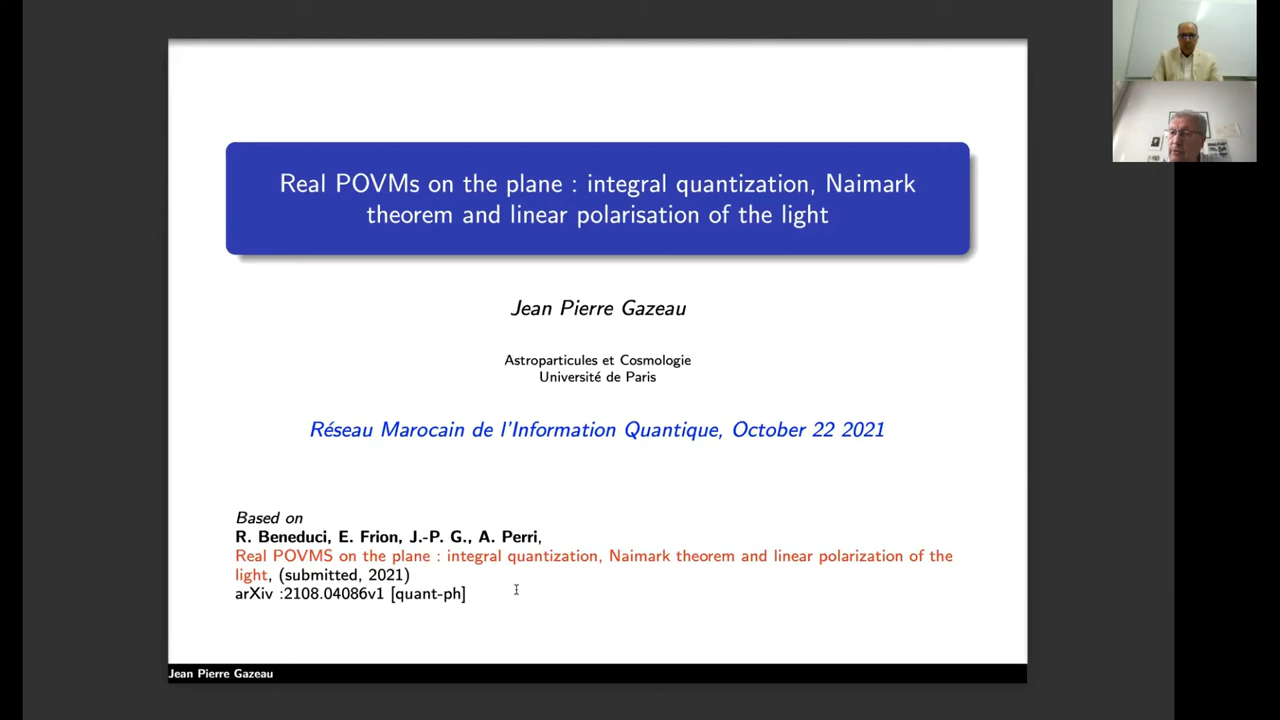 Real POVMs on the plane : integral quantization, Naimark
theorem and linear polarisation of the light
Jean Pierre Gazeau
Astroparticules et Cosmologie
Université de Paris
Réseau Marocain de l'Information Quantique, October 22 2021
Based on
R. Beneduci, E. Frion, J.-P. G., A. Perri,
Real POVMS on the plane : integral quantization, Naimark theorem and linear polarization of the
light, (submitted, 2021)
arXiv :2108.04086v1 [quant-ph]
Jean Pierre Gazeau